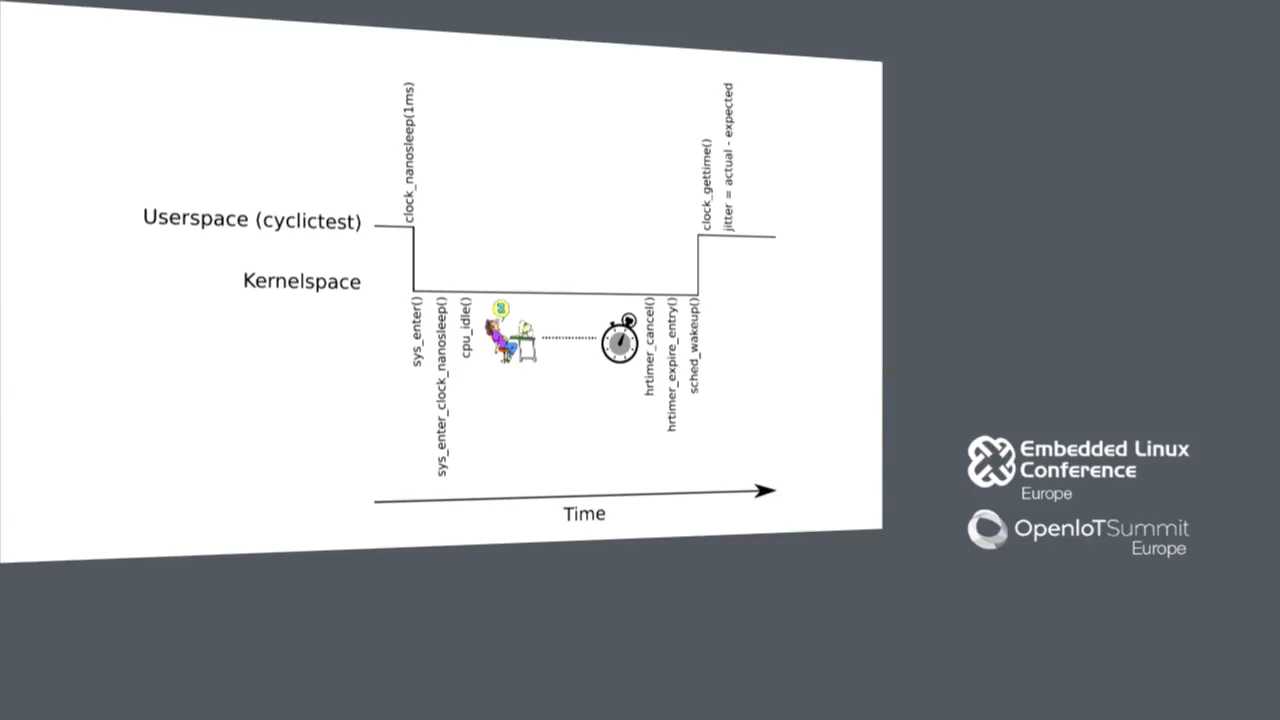 clock_nanosleep(1ms)
clock_gettime()
jitter = actual - expected
Userspace (cyclictest)
Kernelspace
sys_enter()
sys_enter_clock_nanosleep()
cpu_idle()
hrtimer_cancel()
hrtimer_expire_entry()
sched_wakeup()
Time
Embedded Linux
Conference
Europe
OpenIoTSummit
Europe